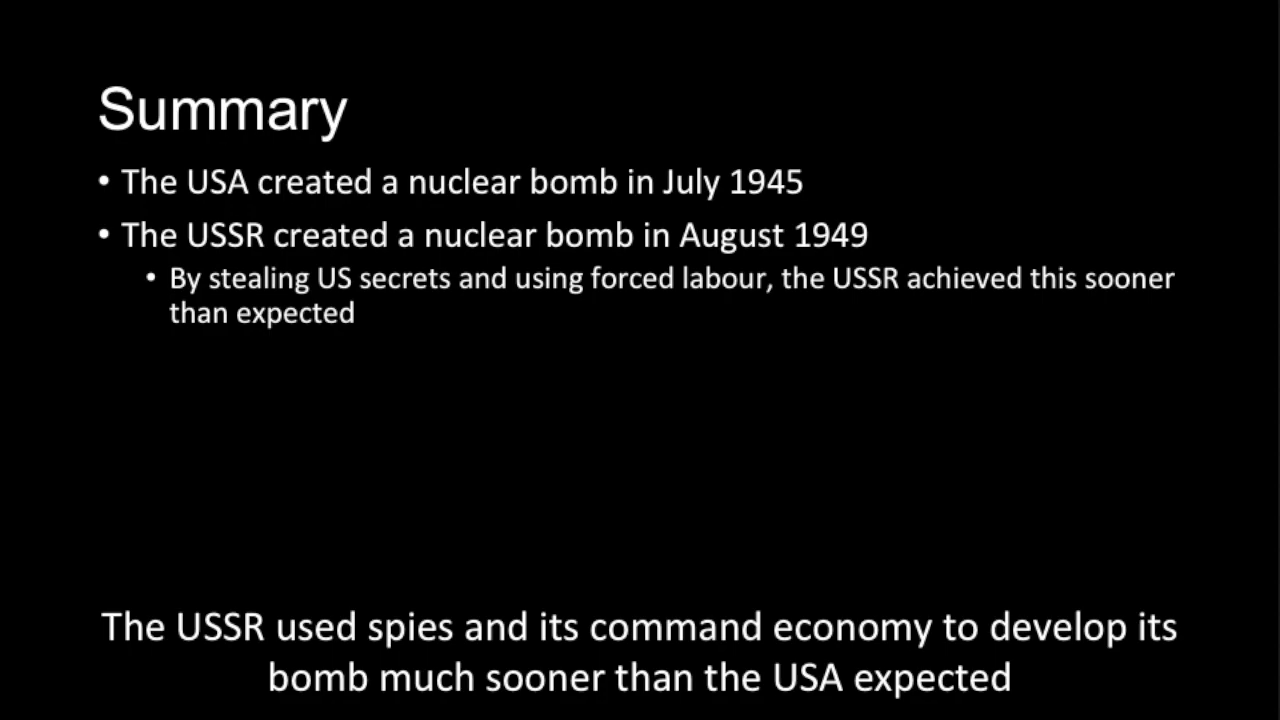 Summary
• The USA created a nuclear bomb in July 1945
• The USSR created a nuclear bomb in August 1949
• By stealing US secrets and using forced labour, the USSR achieved this sooner
than expected
The USSR used spies and its command economy to develop its
bomb much sooner than the USA expected